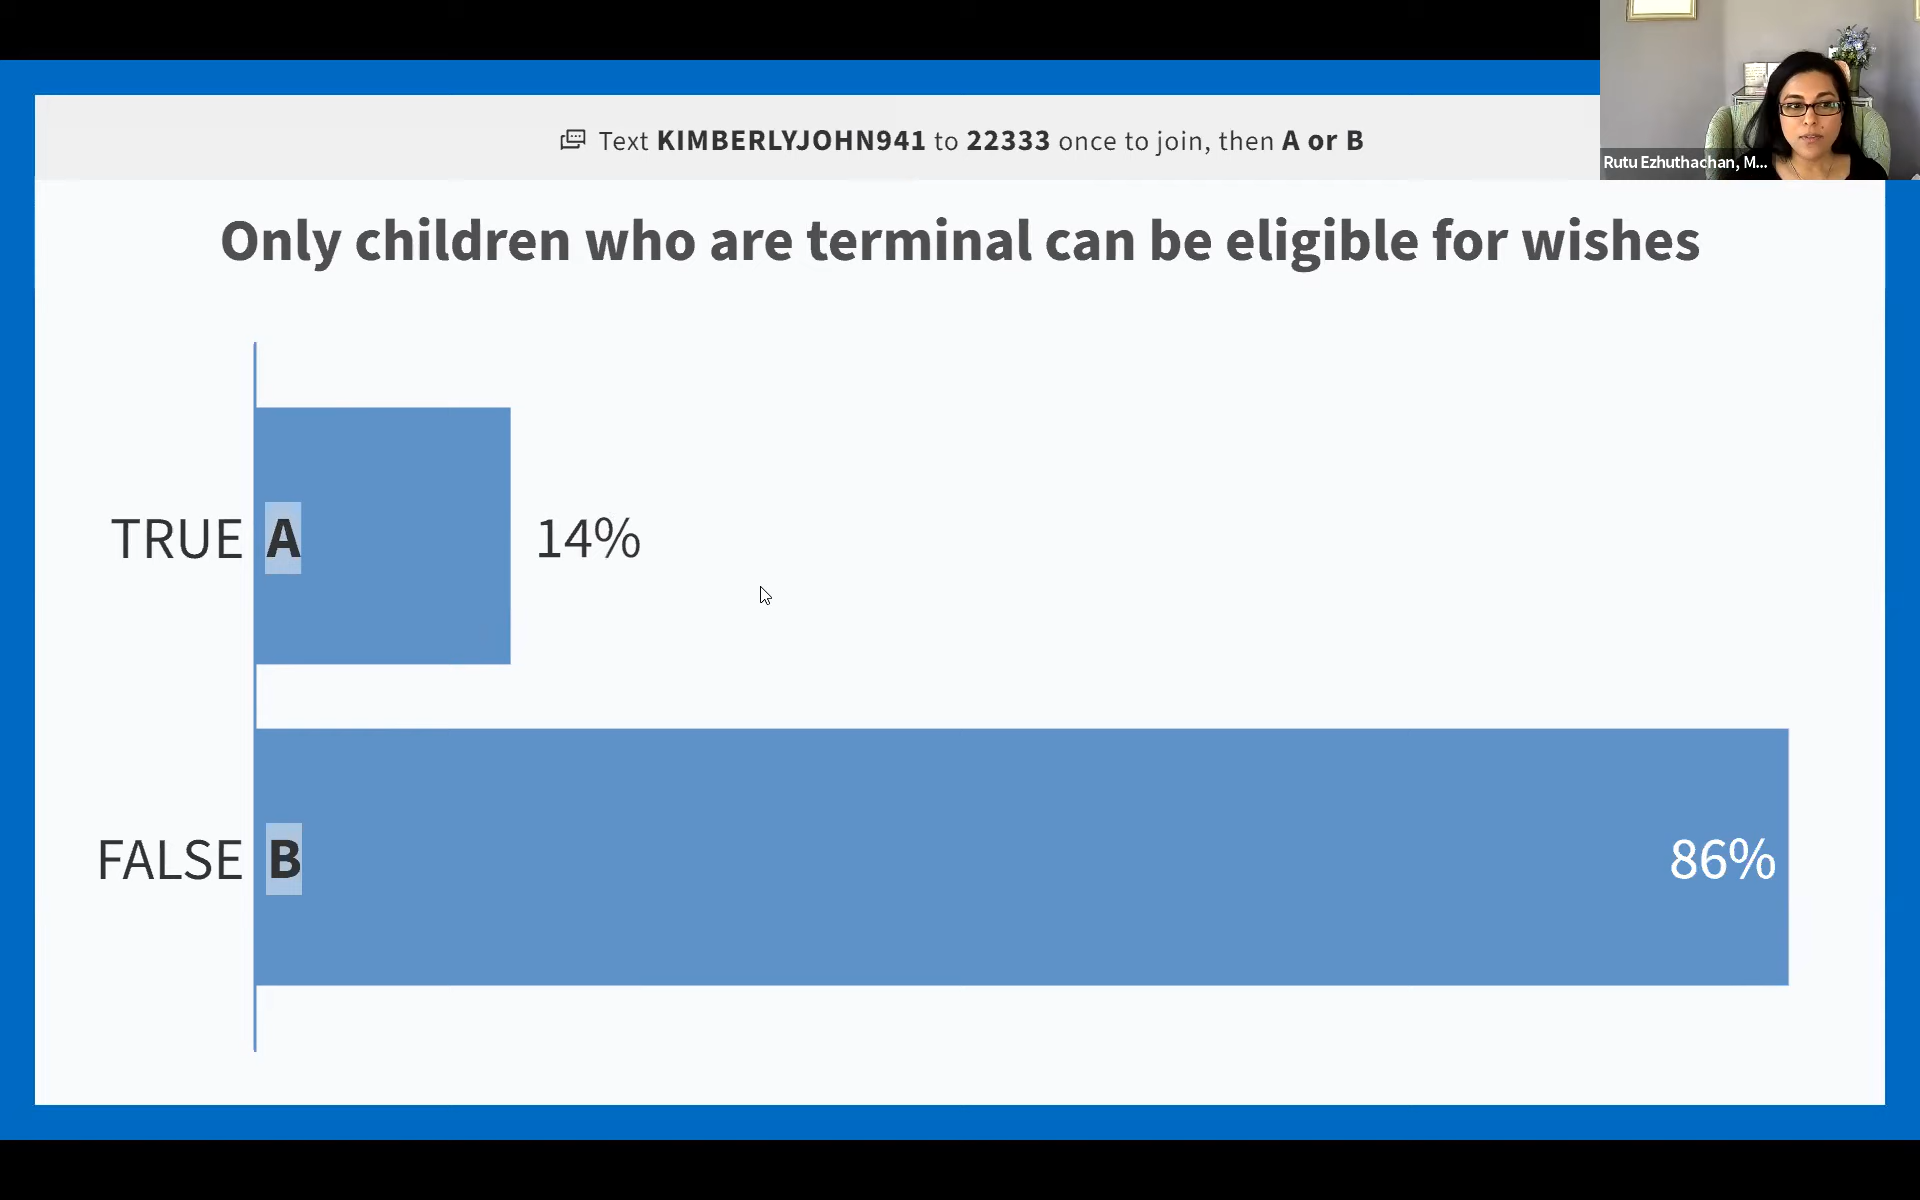 Text KIMBERLYJOHN941 to 22333 once to join, then A or B
Rutu Ezhuthachan, M...
Only children who are terminal can be eligible for wishes
TRUE A 14%
FALSE B 86%